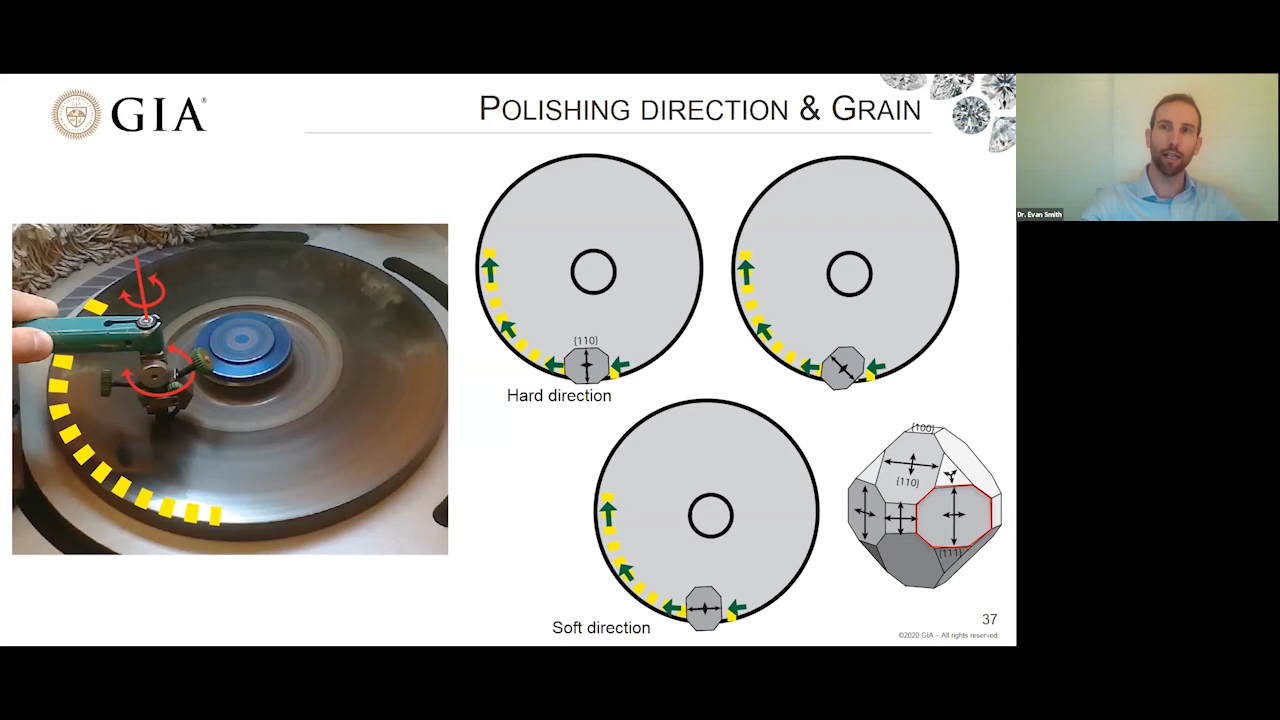 GIA®
POLISHING DIRECTION & GRAIN
Dr. Evan Smith
{110}
Hard direction
{100}
{110}
{111}
Soft direction
37
©2020 GIA – All rights reserved.